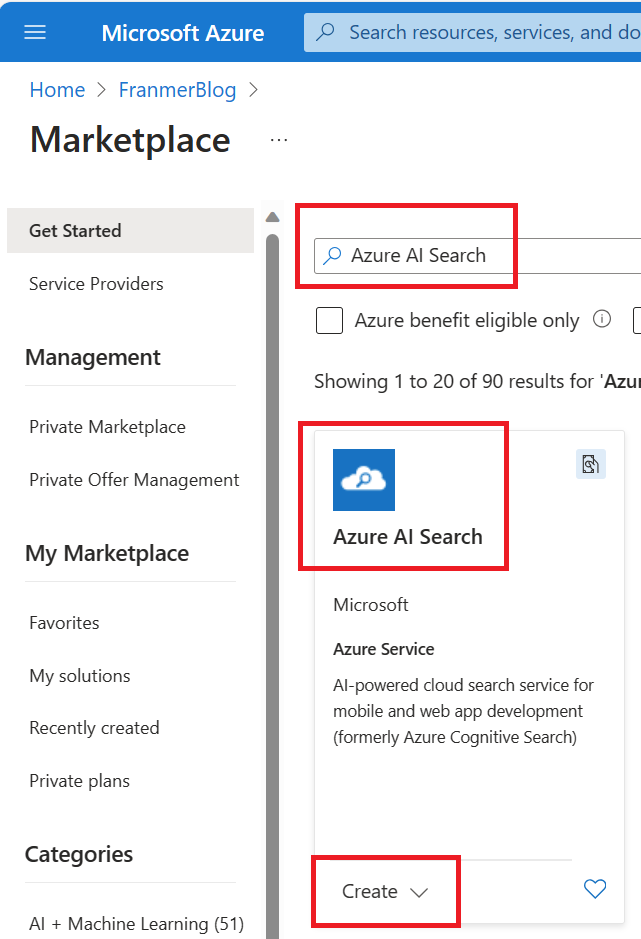 Microsoft Azure
Search resources, services, and do
Home > FranmerBlog >
Marketplace ...
Get Started
Service Providers
Management
Private Marketplace
Private Offer Management
My Marketplace
Favorites
My solutions
Recently created
Private plans
Categories
AI + Machine Learning (51)
Azure AI Search
Azure benefit eligible only
Showing 1 to 20 of 90 results for 'Azur
Azure AI Search
Microsoft
Azure Service
AI-powered cloud search service for
mobile and web app development
(formerly Azure Cognitive Search)
Create